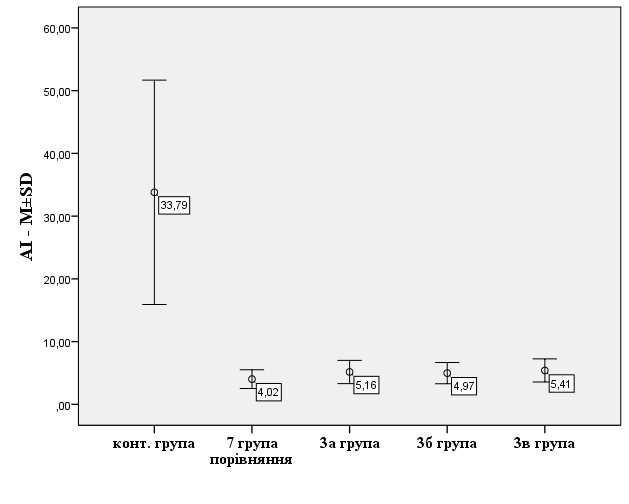 60,00
50,00
40,00
30,00
20,00
10,00
,00
AI - M±SD
33,79
4,02
5,16
4,97
5,41
конт. група
7 група
порівняння
3а група
3б група
3в група